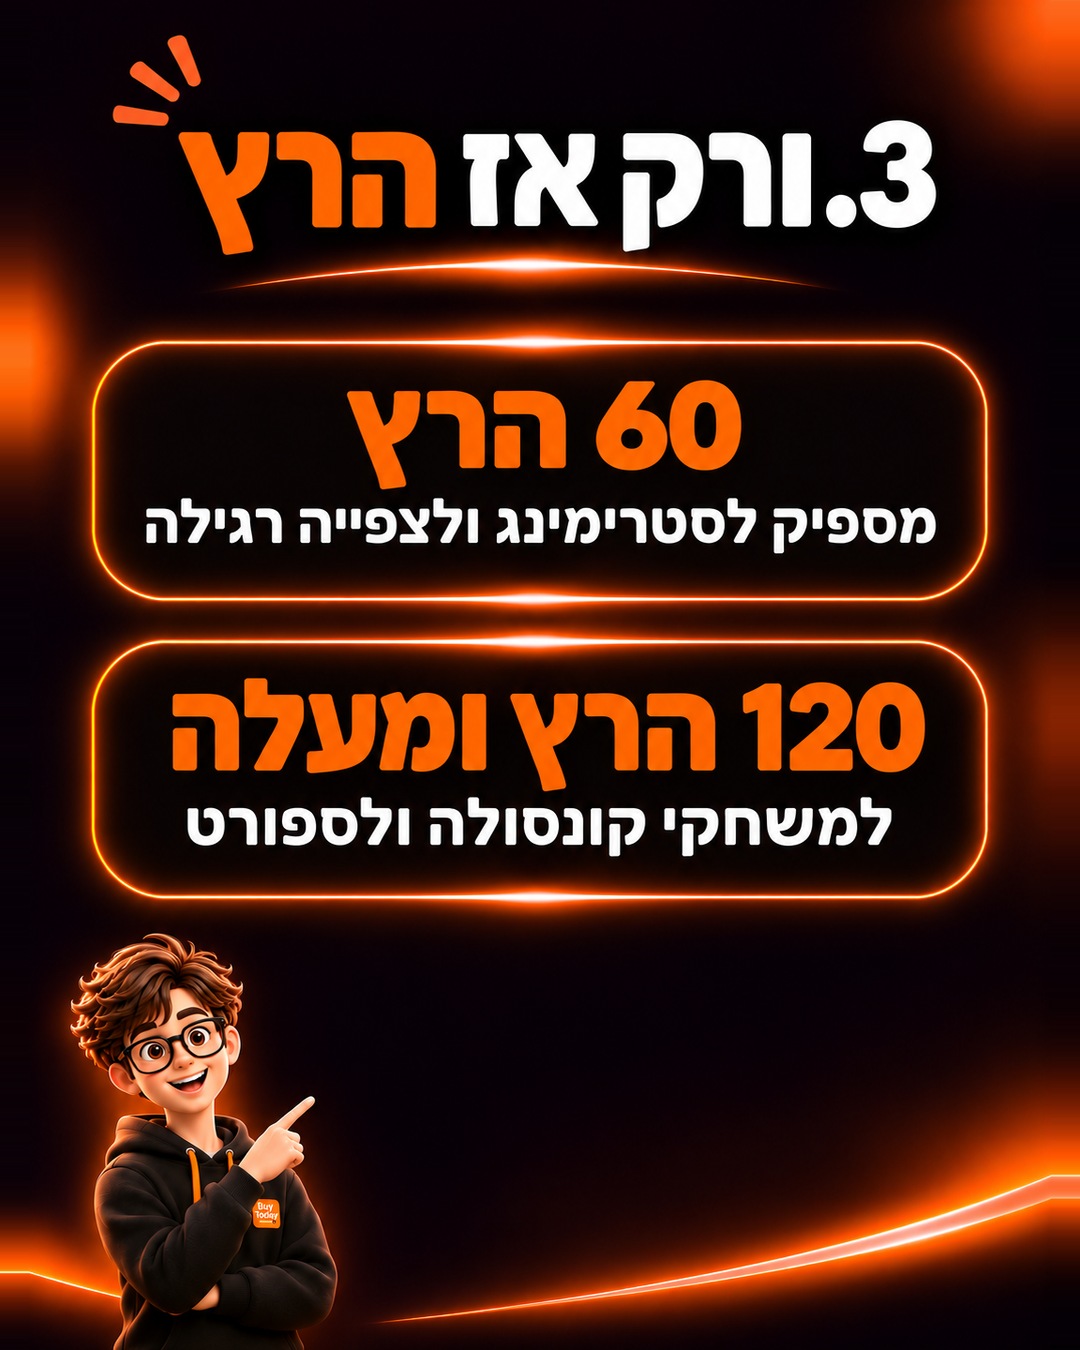 3.ורק אז הרץ
60 הרץ
מספיק לסטרימינג ולצפייה רגילה
120 הרץ ומעלה
למשחקי קונסולה ולספורט
Buy
Today